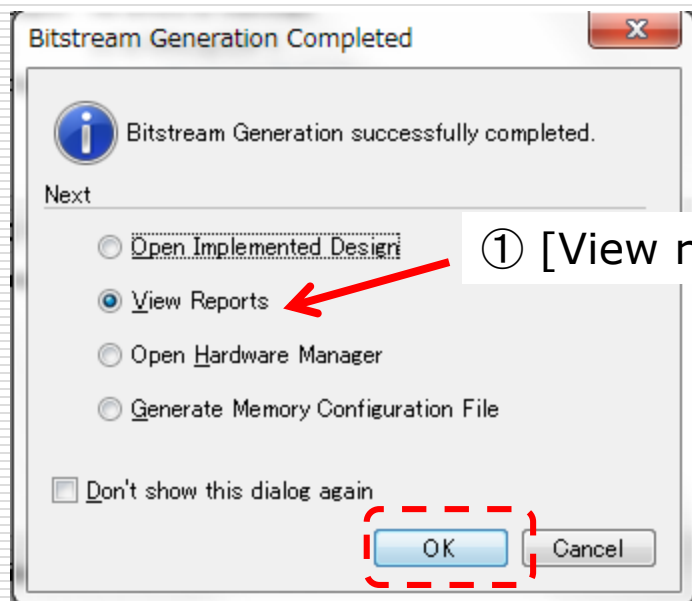 Bitstream Generation Completed
Bitstream Generation successfully completed.
Next
Open Implemented Design
① [View
View Reports
Open Hardware Manager
Generate Memory Configuration File
Don't show this dialog again
OK Cancel